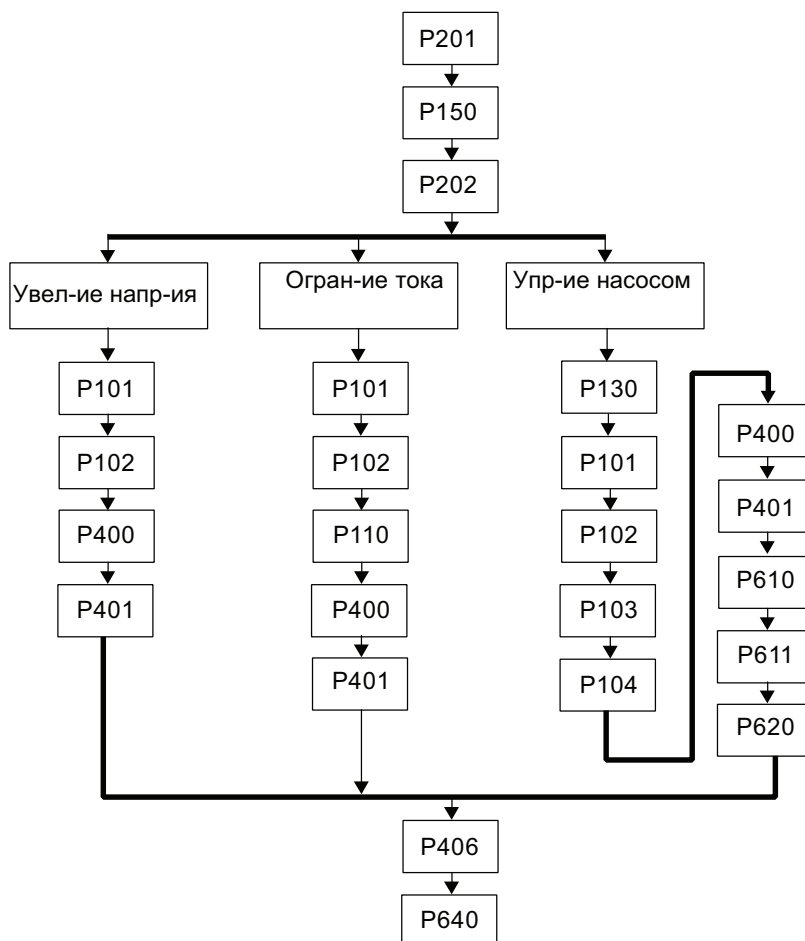 P201
P150
P202
Увел-ие напр-ия
Огран-ие тока
Упр-ие насосом
P101
P102
P400
P401
P101
P102
P110
P400
P401
P130
P101
P102
P103
P104
P400
P401
P610
P611
P620
P406
P640